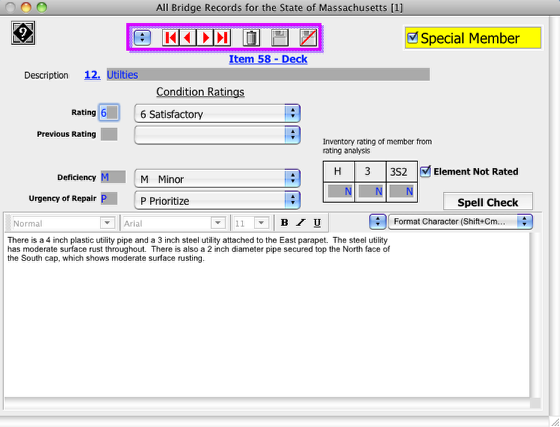 All Bridge Records for the State of Massachusetts [1]
?
Special Member
Item 58 - Deck
Description 12. Utilties
Condition Ratings
Rating 6 6 Satisfactory
Previous Rating
Inventory rating of member from
rating analysis
H 3 3S2
Element Not Rated
Deficiency M M Minor
N N N
Urgency of Repair P P Prioritize
Spell Check
Normal Arial 11 B I U Format Character (Shift+Cm...
There is a 4 inch plastic utility pipe and a 3 inch steel utility attached to the East parapet. The steel utility
has moderate surface rust throughout. There is also a 2 inch diameter pipe secured top the North face of
the South cap, which shows moderate surface rusting.